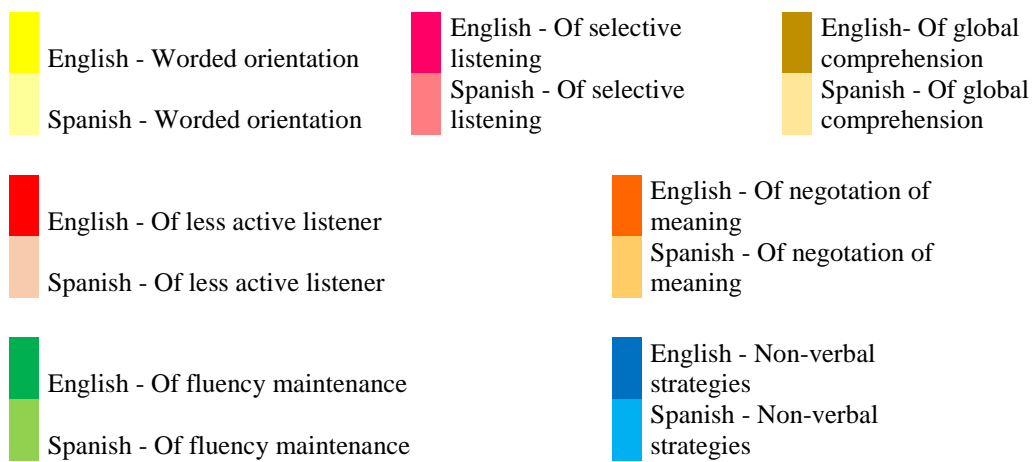 English - Worded orientation
Spanish - Worded orientation
English - Of selective
listening
Spanish - Of selective
listening
English- Of global
comprehension
Spanish - Of global
comprehension
English - Of less active listener
Spanish - Of less active listener
English - Of negotation of
meaning
Spanish - Of negotation of
meaning
English - Of fluency maintenance
Spanish - Of fluency maintenance
English - Non-verbal
strategies
Spanish - Non-verbal
strategies